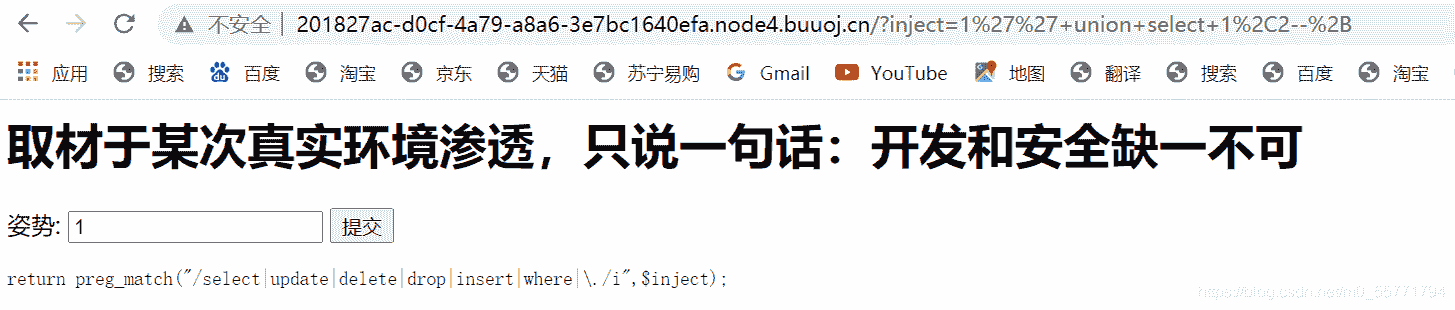 不安全 | 201827ac-d0cf-4a79-a8a6-3e7bc1640efa.node4.buuoj.cn/?inject=1%27%27+union+select+1%2C2--%2B
应用 搜索 百度 淘宝 京东 天猫 苏宁易购 Gmail YouTube 地图 翻译 搜索 百度 淘宝
取材于某次真实环境渗透，只说一句话：开发和安全缺一不可
姿势: 1 提交
return preg_match("/select|update|delete|drop|insert|where|\./i",$inject);
https://blog.csdn.net/m0_56771794